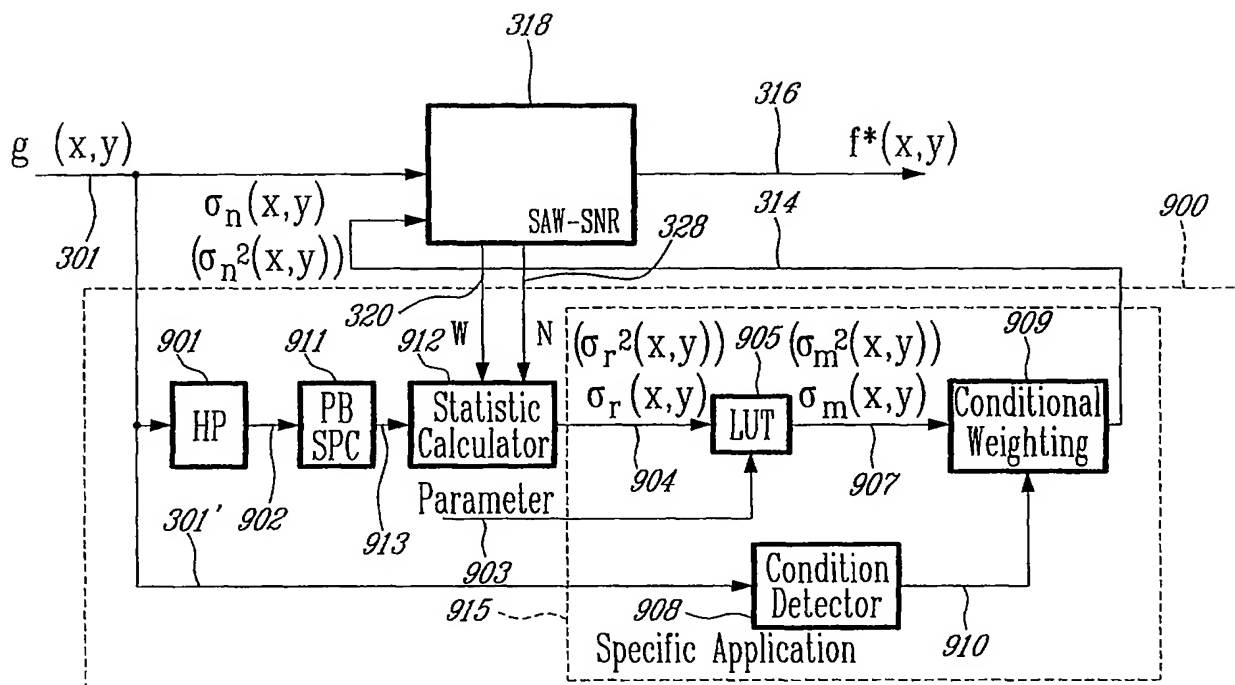 318
316
g (x,y)
f*(x,y)
σn(x,y)
314
900
SAW-SNR
328
301
(σn²(x,y))
320
909
901
911
912
W
N
(σr²(x,y))
905
(σm²(x,y))
HP
PB
SPC
Statistic
Calculator
σr(x,y)
LUT
σm(x,y)
Conditional
Weighting
904
907
Parameter
301'
902
913
903
Condition
Detector
915
908
910
Specific Application